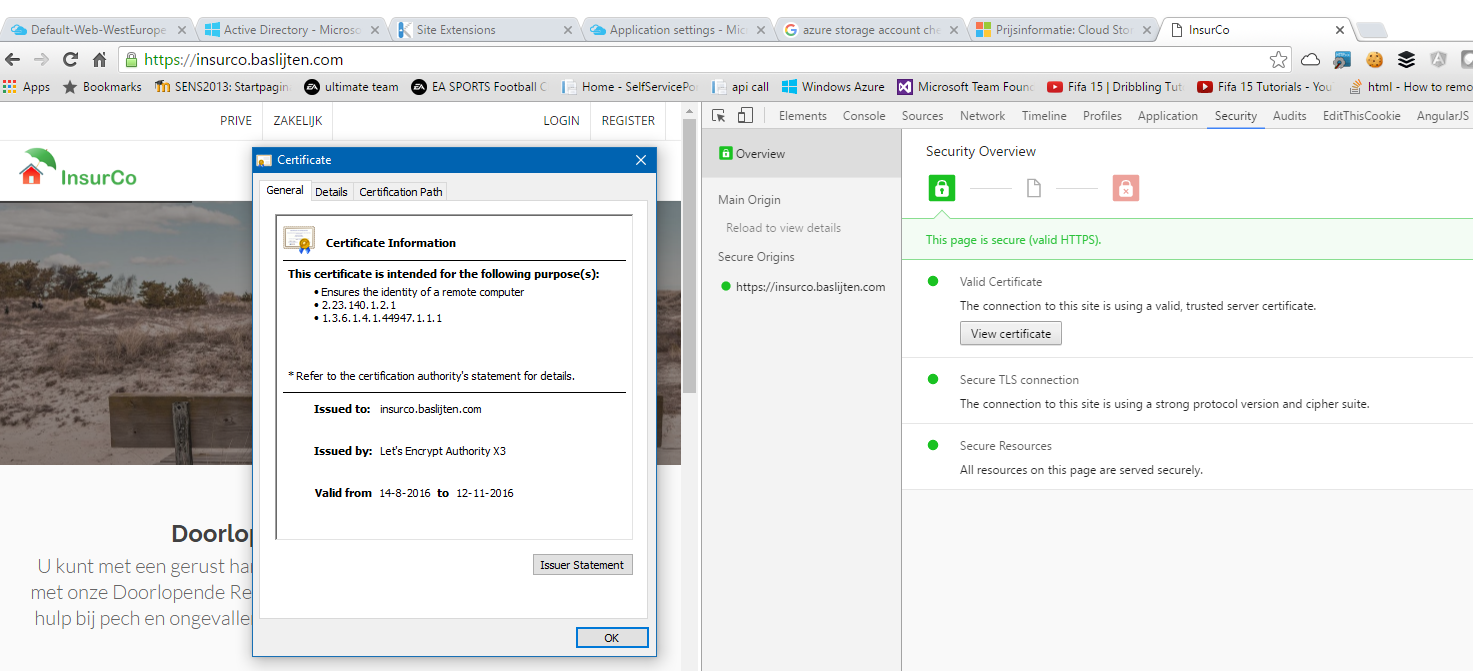 Default-Web-WestEurope
Active Directory - Microso
Site Extensions
Application settings - Mic
azure storage account che
Prijsinformatie: Cloud Stor
InsurCo
https://insurco.baslijten.com
Apps
Bookmarks
SENS2013: Startpagin
ultimate team
EA SPORTS Football C
Home - SelfServicePo
api call
Windows Azure
Microsoft Team Foun
Fifa 15 | Dribbling Tut
Fifa 15 Tutorials - You
html - How to remo
PRIVE
ZAKELIJK
LOGIN
REGISTER
InsurCo
Doorlop
U kunt met een gerust har
met onze Doorlopende Re
hulp bij pech en ongevalle
Certificate
General
Details
Certification Path
Certificate Information
This certificate is intended for the following purpose(s):
• Ensures the identity of a remote computer
• 2.23.140.1.2.1
• 1.3.6.1.4.1.44947.1.1.1
* Refer to the certification authority's statement for details.
Issued to: insurco.baslijten.com
Issued by: Let's Encrypt Authority X3
Valid from 14-8-2016 to 12-11-2016
Issuer Statement
OK
Elements
Console
Sources
Network
Timeline
Profiles
Application
Security
Audits
EditThisCookie
AngularJS
Overview
Main Origin
Reload to view details
Secure Origins
https://insurco.baslijten.com
Security Overview
This page is secure (valid HTTPS).
Valid Certificate
The connection to this site is using a valid, trusted server certificate.
View certificate
Secure TLS connection
The connection to this site is using a strong protocol version and cipher suite.
Secure Resources
All resources on this page are served securely.